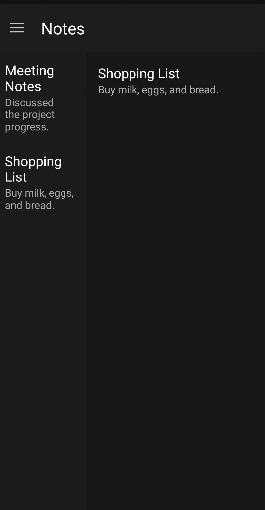 Notes
Meeting
Notes
Discussed
the project
progress.
Shopping
List
Buy milk, eggs,
and bread.
Shopping List
Buy milk, eggs, and bread.